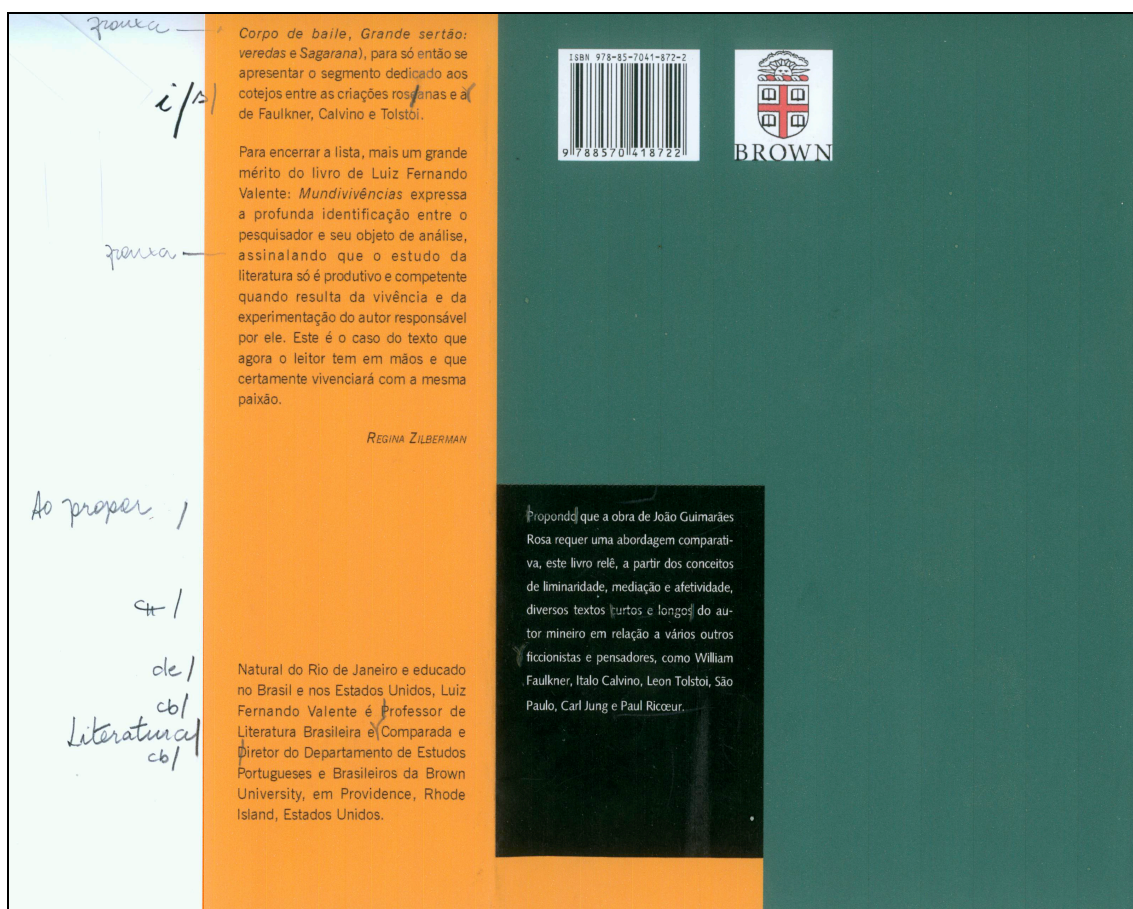 frouxa
Corpo de baile, Grande sertão:
veredas e Sagarana), para só então se
apresentar o segmento dedicado aos
cotejos entre as criações roseanas e a
i/s/
de Faulkner, Calvino e Tolstoi.
Para encerrar a lista, mais um grande
mérito do livro de Luiz Fernando
Valente: Mundivivências expressa
a profunda identificação entre o
pesquisador e seu objeto de análise,
frouxa
assinalando que o estudo da
literatura só é produtivo e competente
quando resulta da vivência e da
experimentação do autor responsável
por ele. Este é o caso do texto que
agora o leitor tem em mãos e que
certamente vivenciará com a mesma
paixão.
REGINA ZILBERMAN
Natural do Rio de Janeiro e educado
no Brasil e nos Estados Unidos, Luiz
Fernando Valente é Professor de
Literatura Brasileira e Comparada e
Diretor do Departamento de Estudos
Portugueses e Brasileiros da Brown
University, em Providence, Rhode
Island, Estados Unidos.
Ao propor /
de /
cb/
Literatura/
cb/
ISBN 978-85-7041-872-2
9 788570 418722
BROWN
Propondo que a obra de João Guimarães
Rosa requer uma abordagem comparati-
va, este livro relê, a partir dos conceitos
de liminaridade, mediação e afetividade,
diversos textos curtos e longos do au-
tor mineiro em relação a vários outros
ficcionistas e pensadores, como William
Faulkner, Italo Calvino, Leon Tolstoi, São
Paulo, Carl Jung e Paul Ricœur.